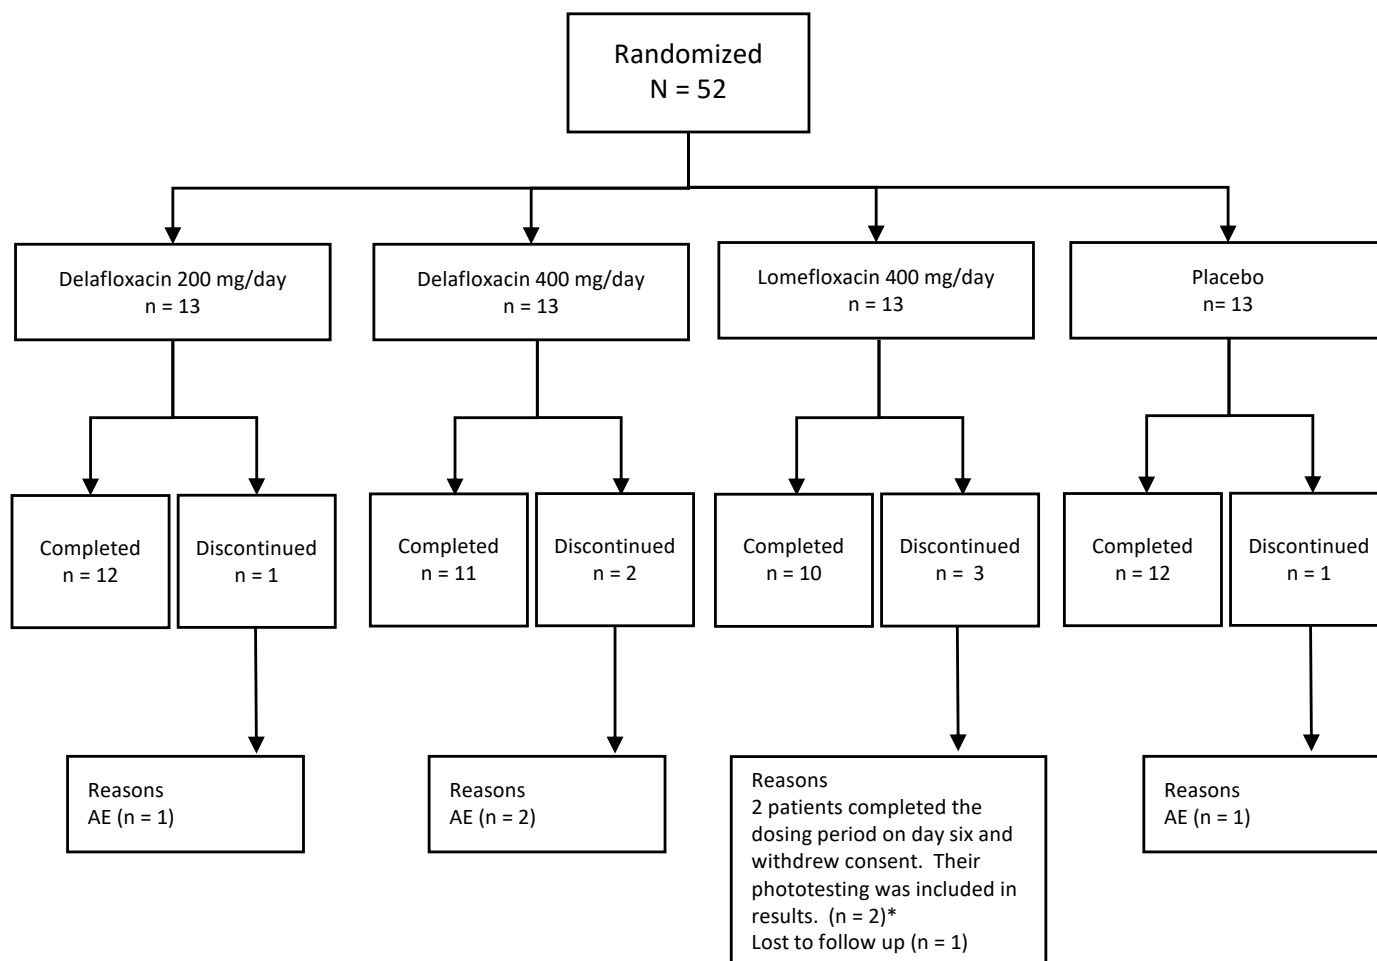 Randomized
N = 52
Delafloxacin 200 mg/day
n = 13
Delafloxacin 400 mg/day
n = 13
Lomefloxacin 400 mg/day
n = 13
Placebo
n= 13
Completed
n = 12
Discontinued
n = 1
Completed
n = 11
Discontinued
n = 2
Completed
n = 10
Discontinued
n =  3
Completed
n = 12
Discontinued
n = 1
Reasons
AE (n = 1)
Reasons
AE (n = 2)
Reasons
2 patients completed the
dosing period on day six and
withdrew consent.  Their
phototesting was included in
results.  (n = 2)*
Lost to follow up (n = 1)
Reasons
AE (n = 1)